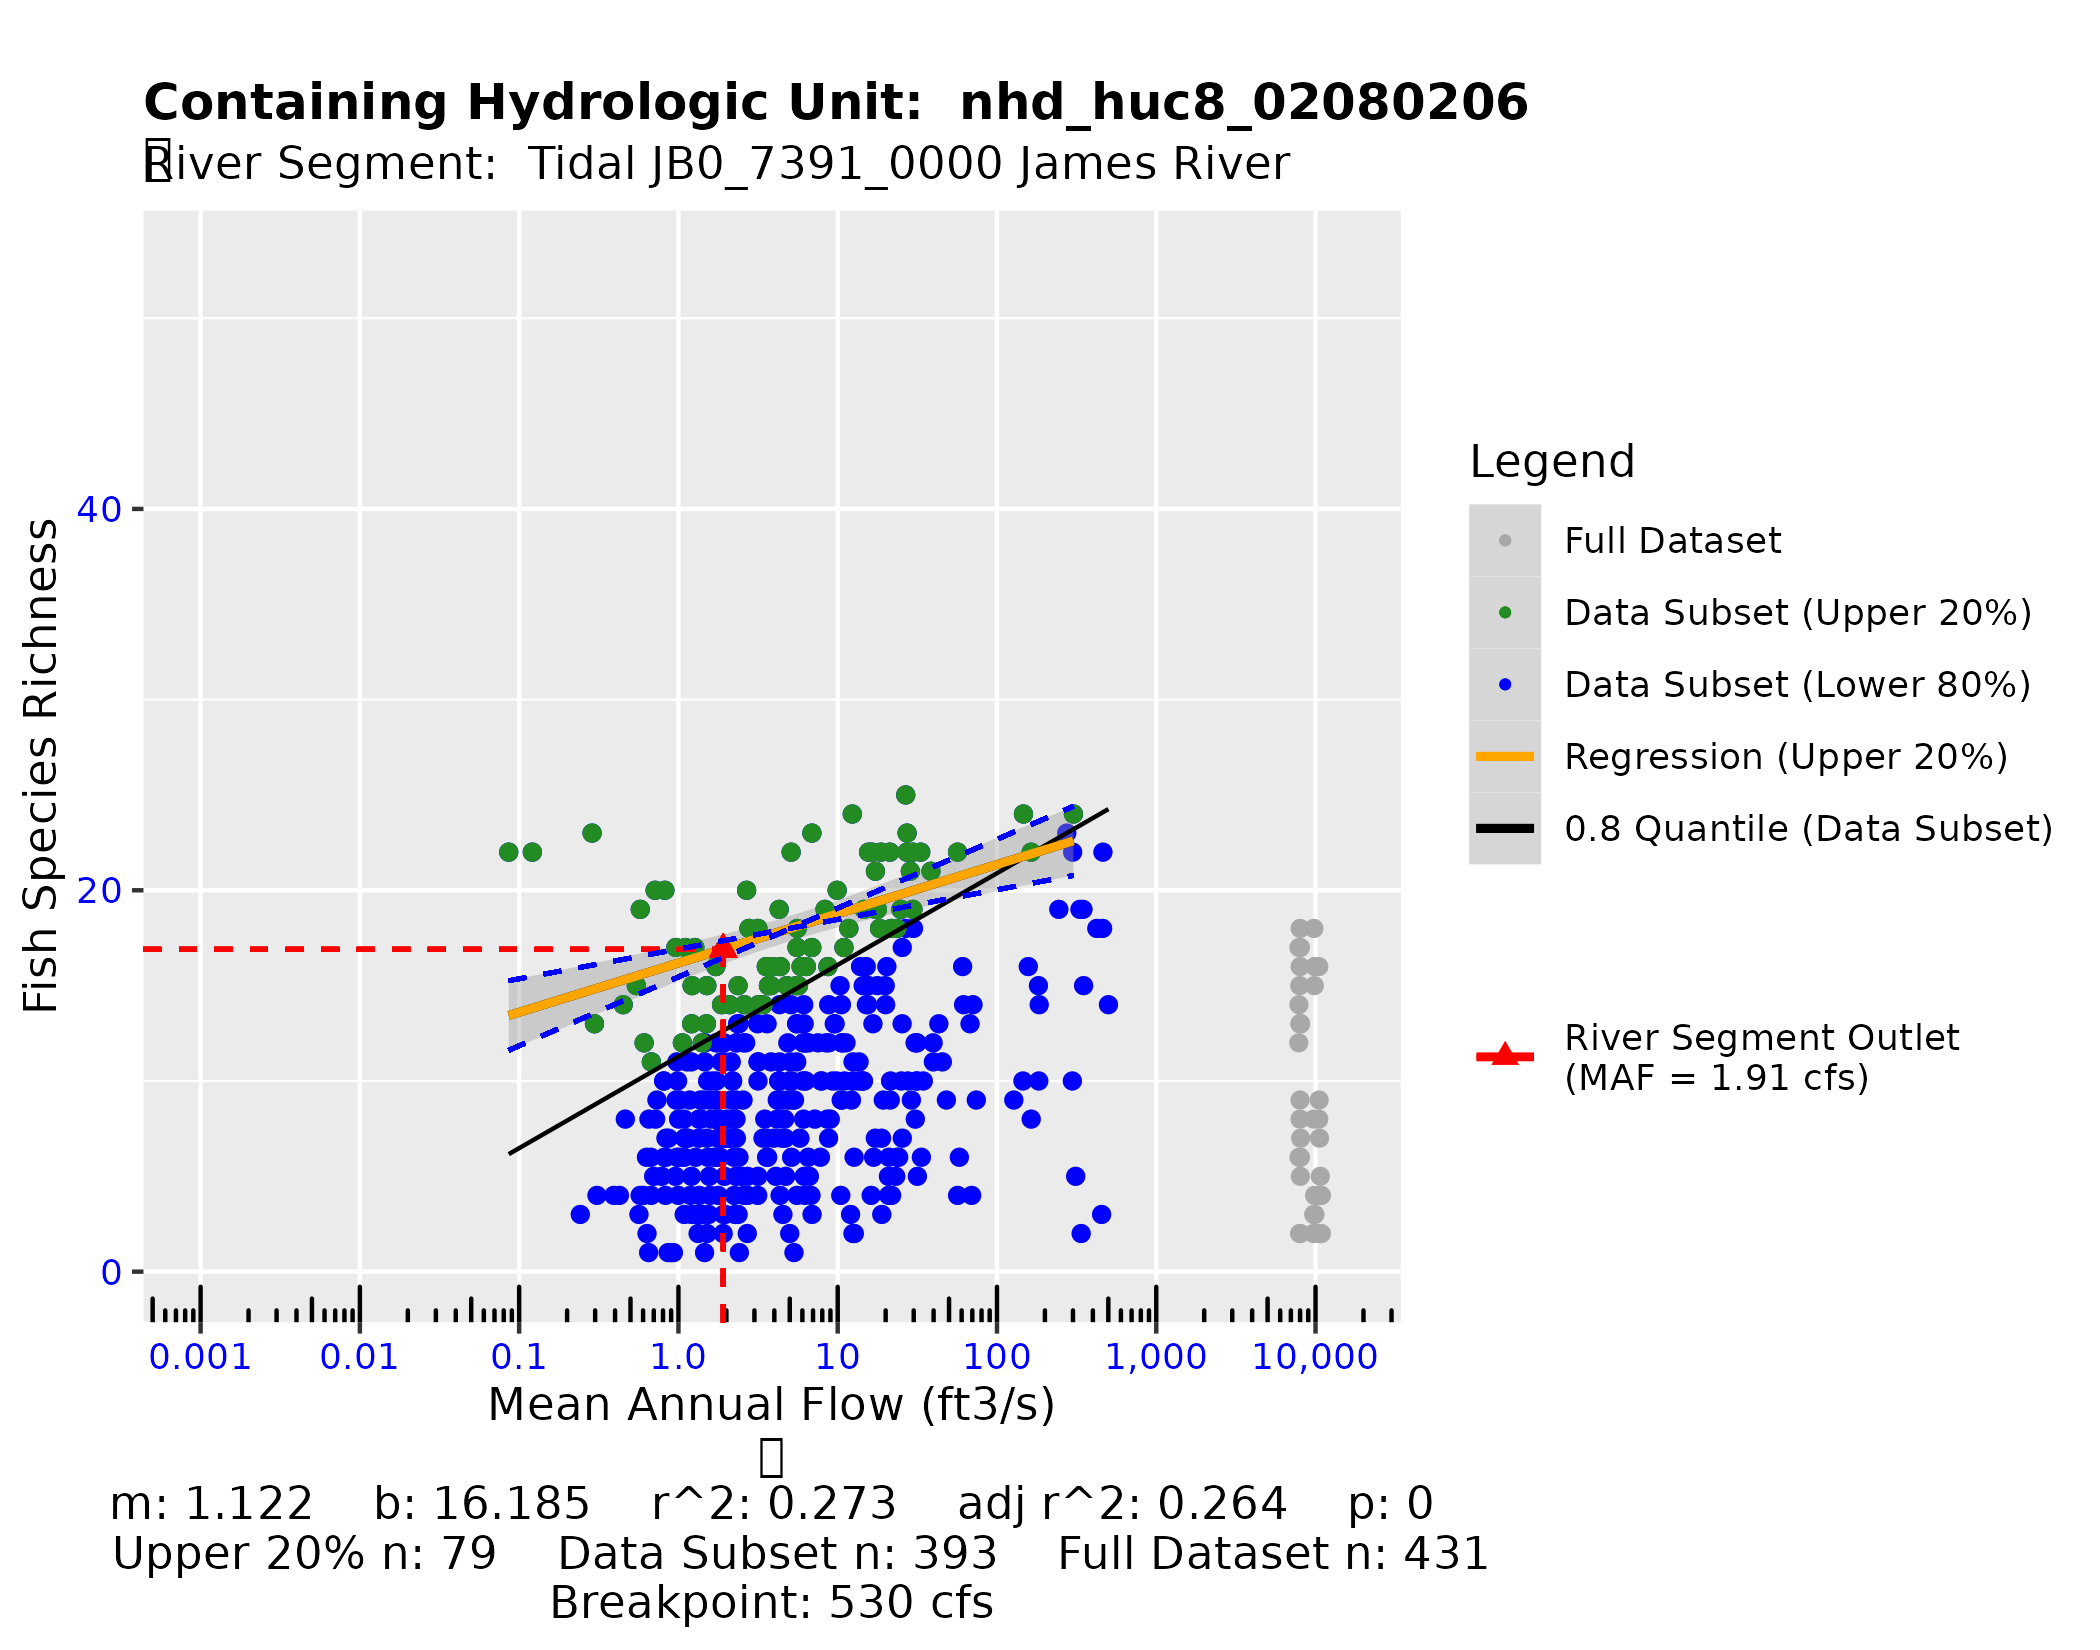 Containing Hydrologic Unit:  nhd_huc8_02080206
River Segment:  Tidal JB0_7391_0000 James River
Fish Species Richness
40
20
0
0.001 0.01 0.1 1.0 10 100 1,000 10,000
Mean Annual Flow (ft3/s)
m: 1.122    b: 16.185    r^2: 0.273    adj r^2: 0.264    p: 0
Upper 20% n: 79    Data Subset n: 393    Full Dataset n: 431
Breakpoint: 530 cfs
Legend
Full Dataset
Data Subset (Upper 20%)
Data Subset (Lower 80%)
Regression (Upper 20%)
0.8 Quantile (Data Subset)
River Segment Outlet
(MAF = 1.91 cfs)